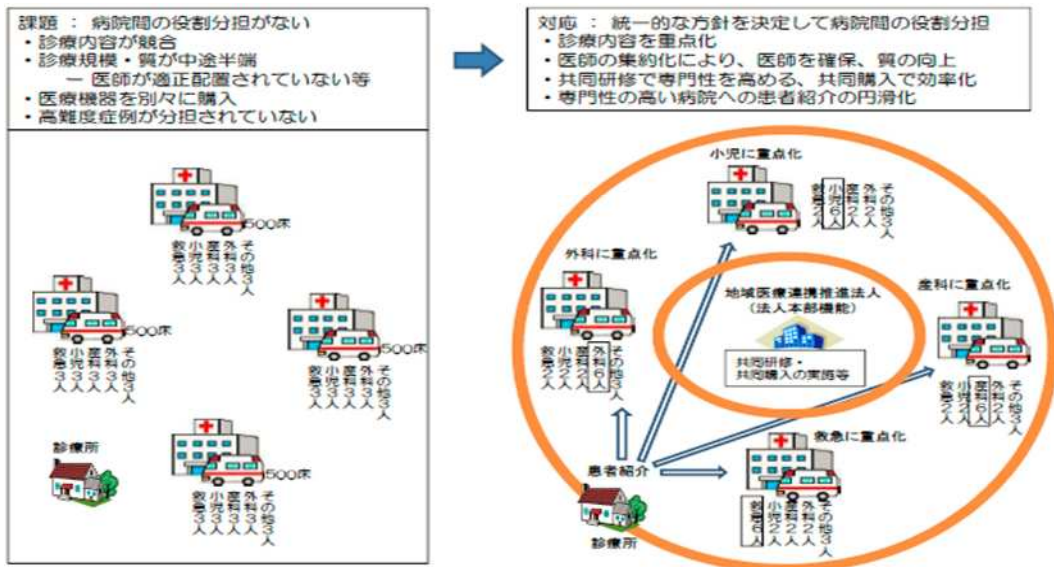 課題 : 病院間の役割分担がない
・診療内容が競合
・診療規模・質が中途半端
ー 医師が適正配置されていない等
・医療機器を別々に購入
・高難度症例が分担されていない
500床
救急3人
小児3人
産科3人
外科3人
その他3人
500床
救急3人
小児3人
産科3人
外科3人
その他3人
500床
救急3人
小児3人
産科3人
外科3人
その他3人
診療所
500床
救急3人
小児3人
産科3人
外科3人
その他3人
対応 : 統一的な方針を決定して病院間の役割分担
・診療内容を重点化
・医師の集約化により、医師を確保、質の向上
・共同研修で専門性を高める、共同購入で効率化
・専門性の高い病院への患者紹介の円滑化
小児に重点化
救急2人
小児6人
産科2人
外科2人
その他3人
外科に重点化
救急2人
小児2人
産科2人
外科6人
その他3人
地域医療連携推進法人
(法人本部機能)
共同研修・
共同購入の実施等
産科に重点化
救急2人
小児2人
産科6人
外科2人
その他3人
救急に重点化
救急6人
小児2人
産科2人
外科2人
その他3人
患者紹介
診療所